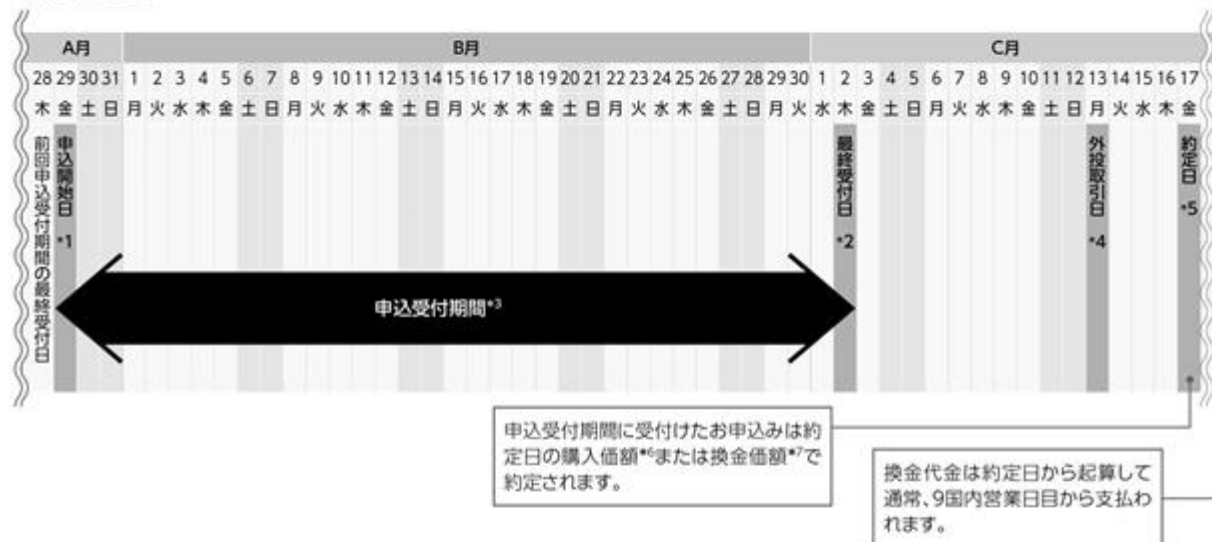 A月 B月 C月
28 29 30 31 1 2 3 4 5 6 7 8 9 10 11 12 13 14 15 16 17 18 19 20 21 22 23 24 25 26 27 28 29 30 1 2 3 4 5 6 7 8 9 10 11 12 13 14 15 16 17
木 金 土 日 月 火 水 木 金 土 日 月 火 水 木 金 土 日 月 火 水 木 金 土 日 月 火 水 木 金 土 日 月 火 水 木 金 土 日 月 火 水 木 金 土 日 月 火 水 木 金
前回申込受付期間の最終受付日
申込開始日 *1
最終受付日 *2
外投取引日 *4
約定日 *5
申込受付期間*3
申込受付期間に受付けたお申込みは約
定日の購入価額*6または換金価額*7で
約定されます。
換金代金は約定日から起算して
通常、9国内営業日目から支払わ
れます。